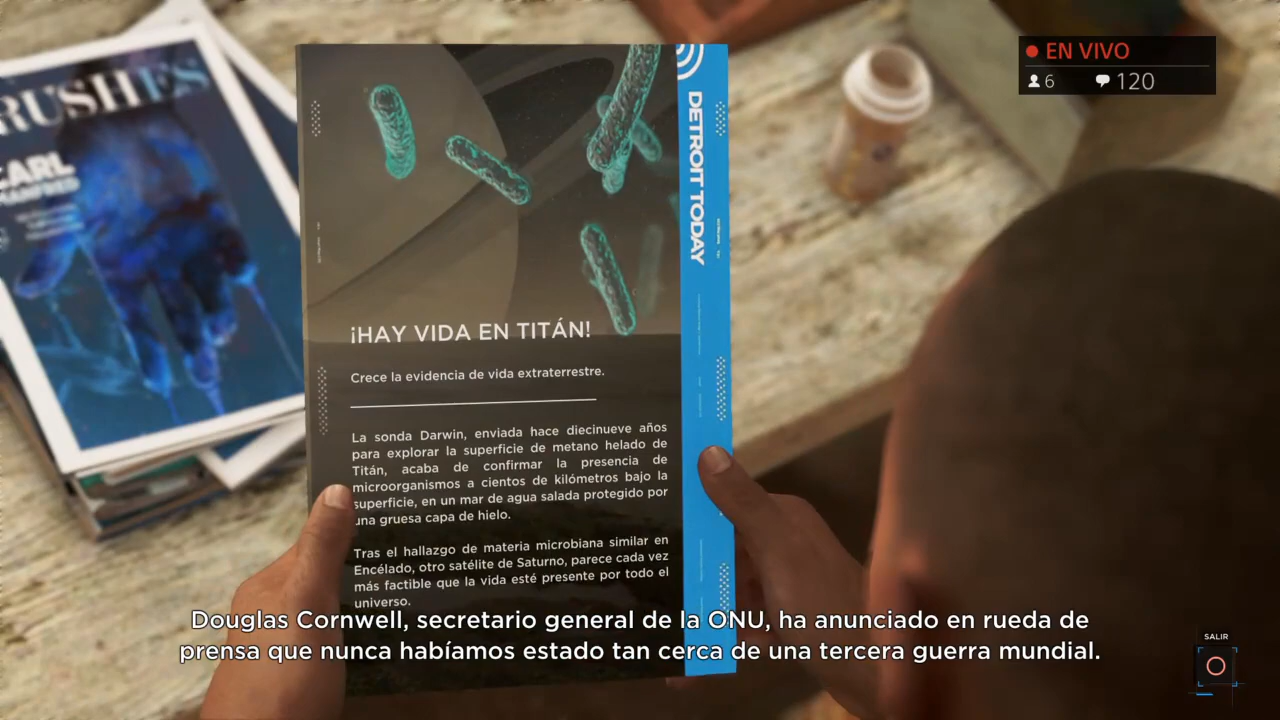 RUSHES
CARL
MANFRED
EN VIVO
6 120
DETROIT TODAY
¡HAY VIDA EN TITÁN!
Crece la evidencia de vida extraterrestre.
La sonda Darwin, enviada hace diecinueve años
para explorar la superficie de metano helado de
Titán, acaba de confirmar la presencia de
microorganismos a cientos de kilómetros bajo la
superficie, en un mar de agua salada protegido por
una gruesa capa de hielo.
Tras el hallazgo de materia microbiana similar en
Encélado, otro satélite de Saturno, parece cada vez
más factible que la vida esté presente por todo el
universo.
Douglas Cornwell, secretario general de la ONU, ha anunciado en rueda de
prensa que nunca habíamos estado tan cerca de una tercera guerra mundial.
SALIR